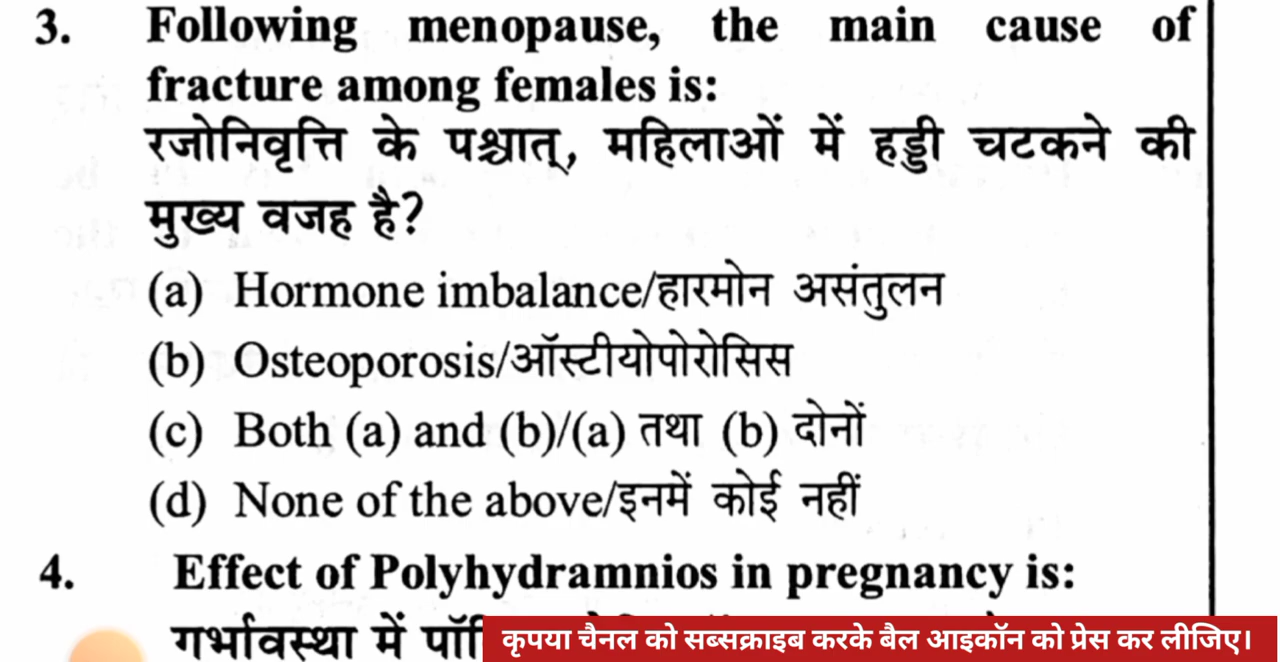 3. Following menopause, the main cause of
fracture among females is:
रजोनिवृत्ति के पश्चात्, महिलाओं में हड्डी चटकने की
मुख्य वजह है?
(a) Hormone imbalance/हारमोन असंतुलन
(b) Osteoporosis/ऑस्टीयोपोरोसिस
(c) Both (a) and (b)/(a) तथा (b) दोनों
(d) None of the above/इनमें कोई नहीं
4. Effect of Polyhydramnios in pregnancy is:
गर्भावस्था में
कृपया चैनल को सब्सक्राइब करके बैल आइकॉन को प्रेस कर लीजिए।